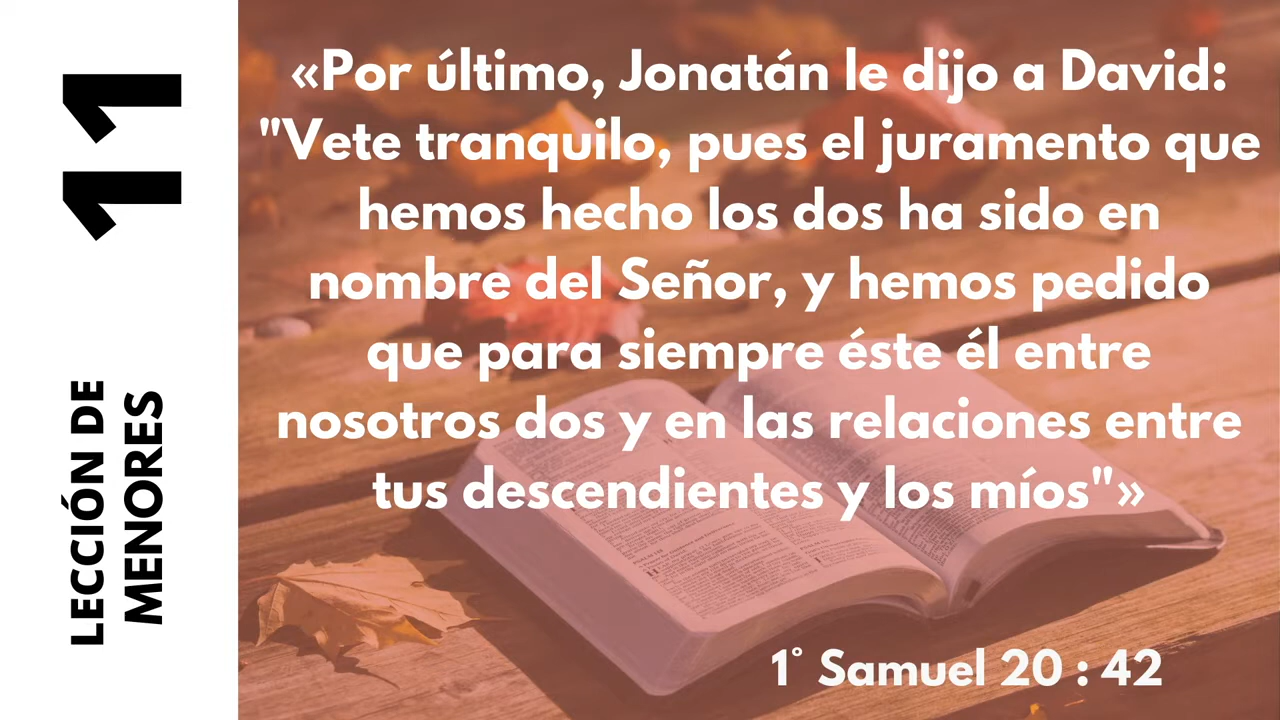 11
LECCIÓN DE
MENORES
«Por último, Jonatán le dijo a David:
"Vete tranquilo, pues el juramento que
hemos hecho los dos ha sido en
nombre del Señor, y hemos pedido
que para siempre éste él entre
nosotros dos y en las relaciones entre
tus descendientes y los míos"»
1° Samuel 20 : 42